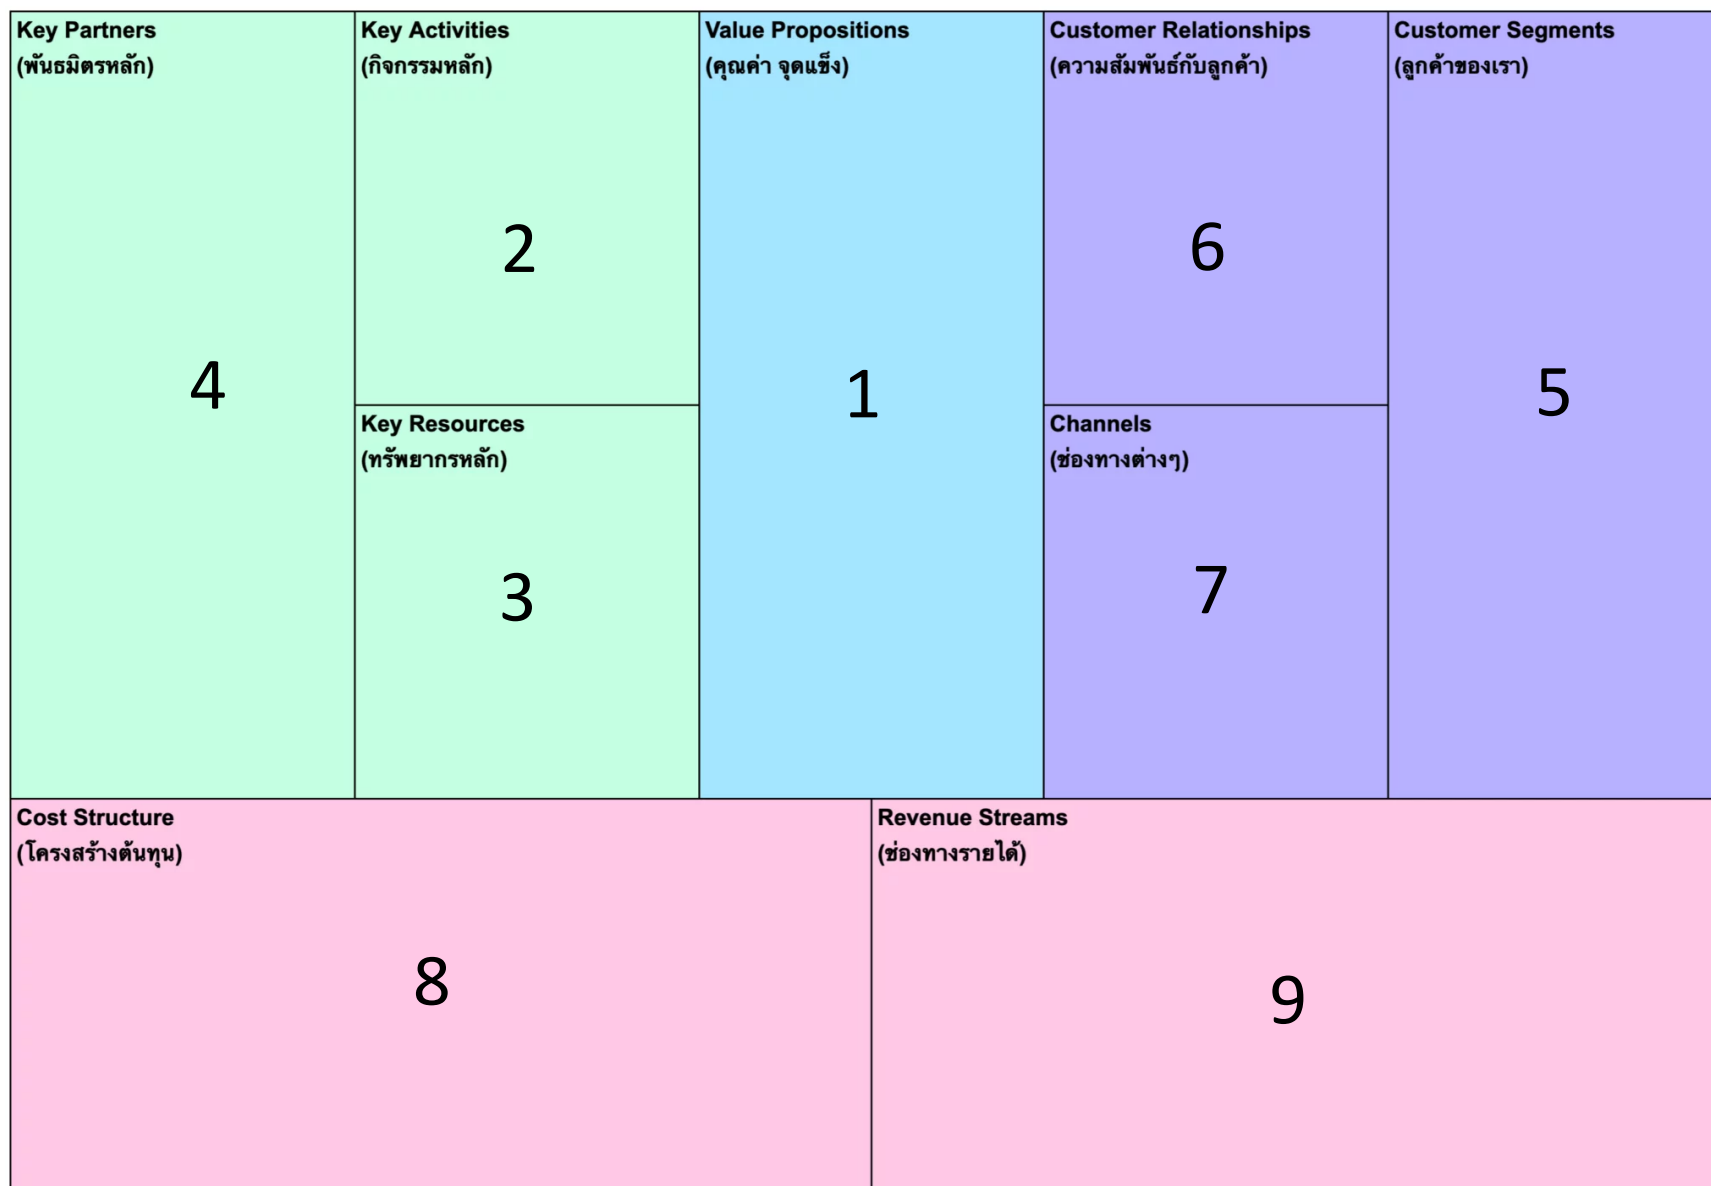 Key Partners
(พันธมิตรหลัก)
4
Key Activities
(กิจกรรมหลัก)
2
Key Resources
(ทรัพยากรหลัก)
3
Value Propositions
(คุณค่า จุดแข็ง)
1
Customer Relationships
(ความสัมพันธ์กับลูกค้า)
6
Channels
(ช่องทางต่างๆ)
7
Customer Segments
(ลูกค้าของเรา)
5
Cost Structure
(โครงสร้างต้นทุน)
8
Revenue Streams
(ช่องทางรายได้)
9